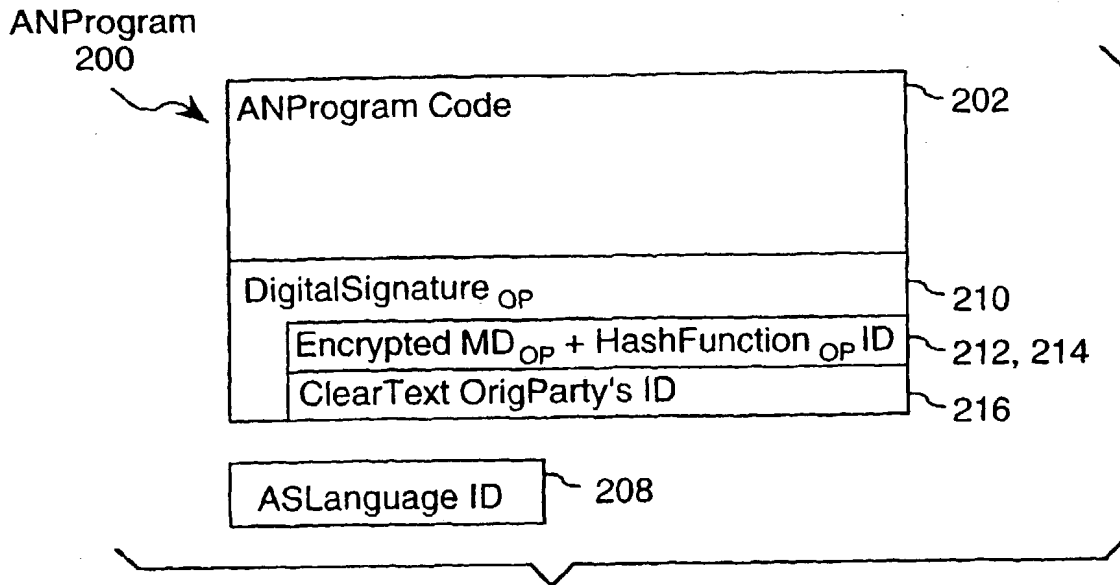 ANProgram
200
ANProgram Code
202
DigitalSignature OP
210
Encrypted MD OP + HashFunction OP ID
212, 214
ClearText OrigParty's ID
216
ASLanguage ID
208